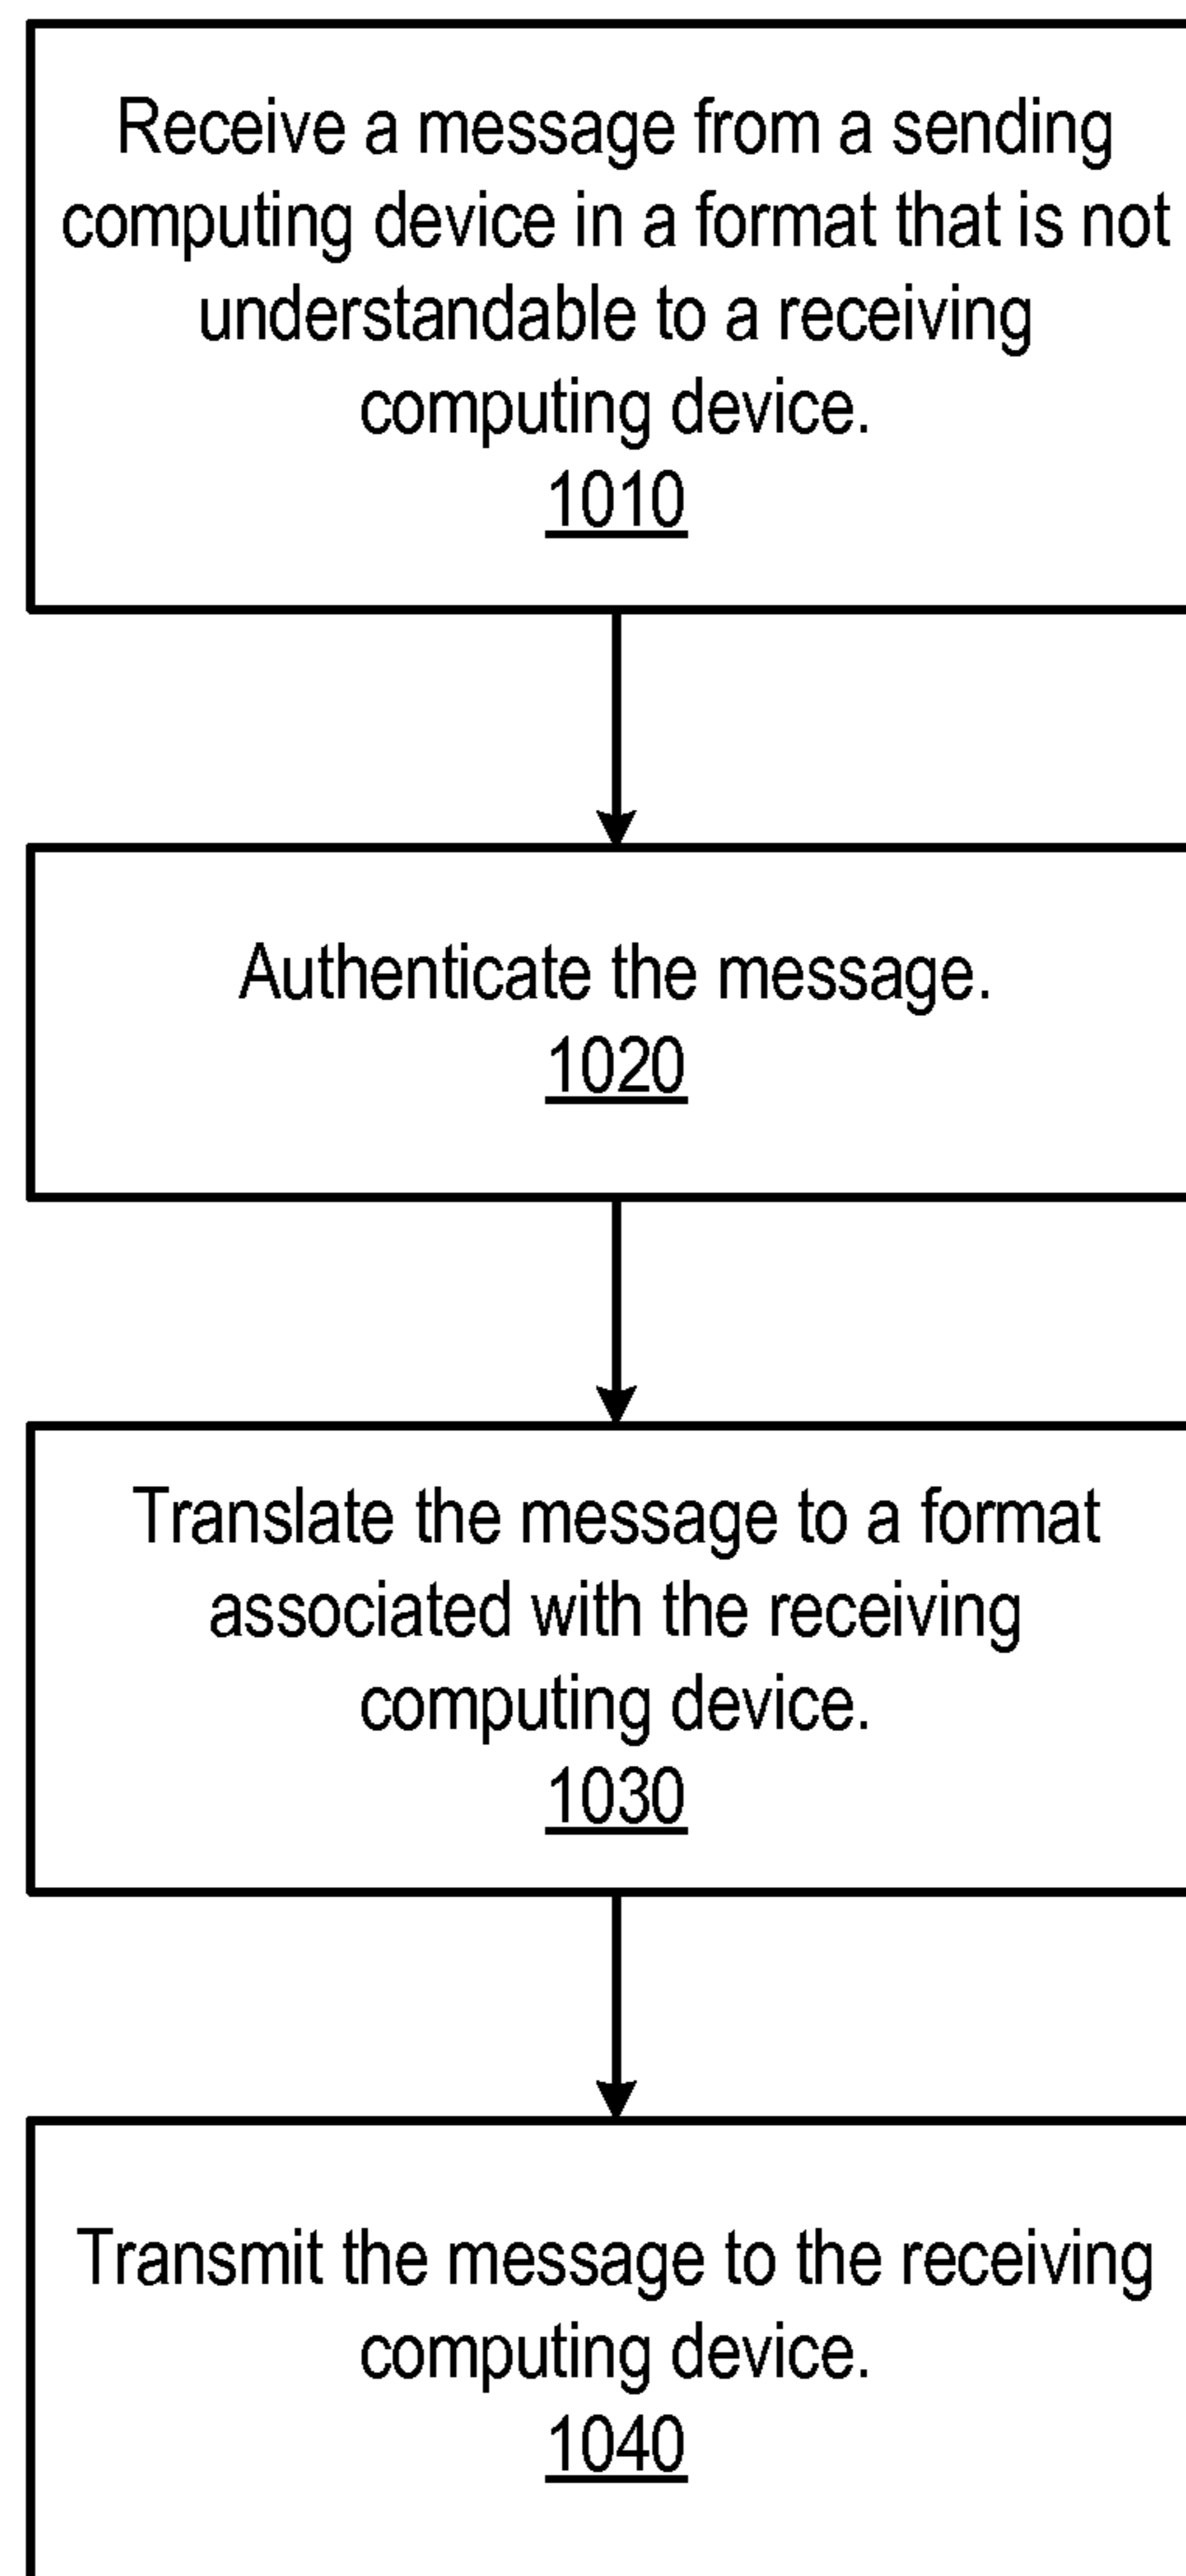 Receive a message from a sending
computing device in a format that is not
understandable to a receiving
computing device.
1010
Authenticate the message.
1020
Translate the message to a format
associated with the receiving
computing device.
1030
Transmit the message to the receiving
computing device.
1040